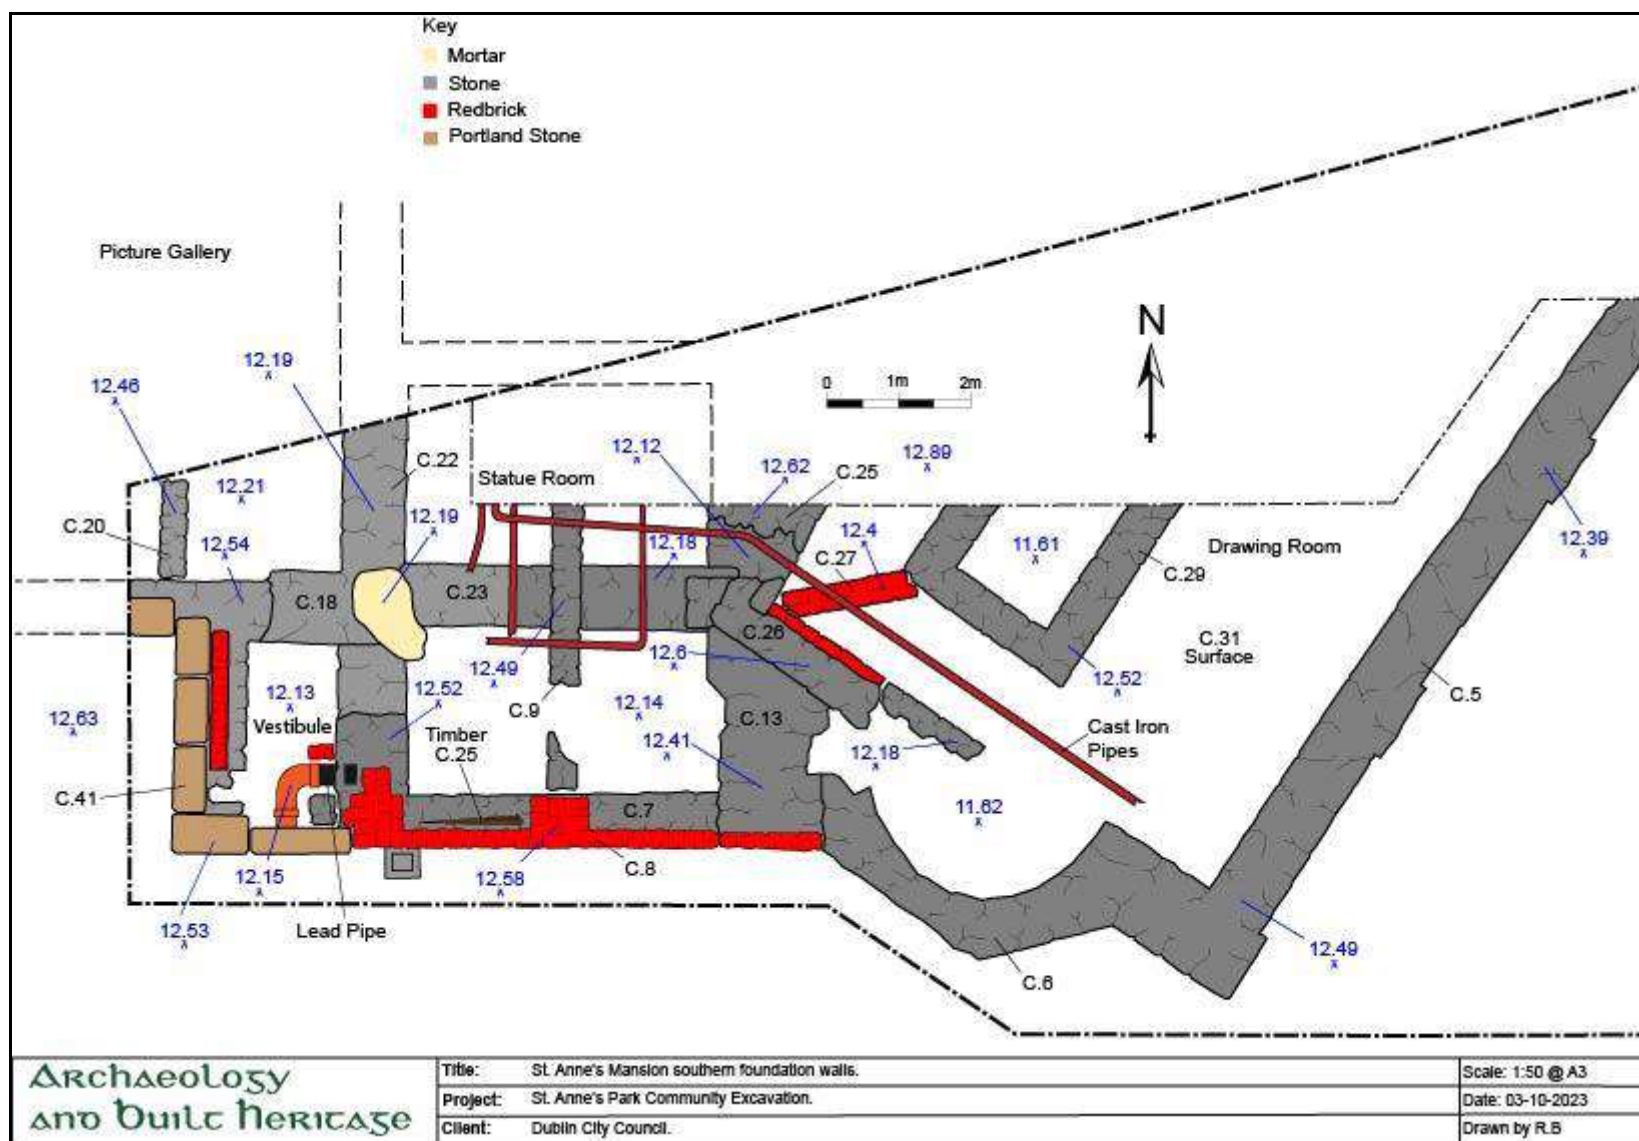 Key
Mortar
Stone
Redbrick
Portland Stone
Picture Gallery
N
0 1m 2m
12.46
12.19
12.21
C.22
Statue Room
12.12
12.62
C.25
12.89
C.20
12.54
12.19
12.18
12.4
C.27
11.61
Drawing Room
C.29
12.39
C.18
C.23
C.26
12.6
C.31
Surface
12.49
12.52
12.52
C.5
12.63
12.13
Vestibule
C.9
12.14
C.13
Timber
C.25
12.41
12.18
Cast Iron
Pipes
C.41
C.7
11.62
12.15
12.58
C.8
12.53
Lead Pipe
12.49
C.6
Archaeology
and Built Heritage
Title: St. Anne's Mansion southern foundation walls.
Project: St. Anne's Park Community Excavation.
Client: Dublin City Council.
Scale: 1:50 @ A3
Date: 03-10-2023
Drawn by R.B